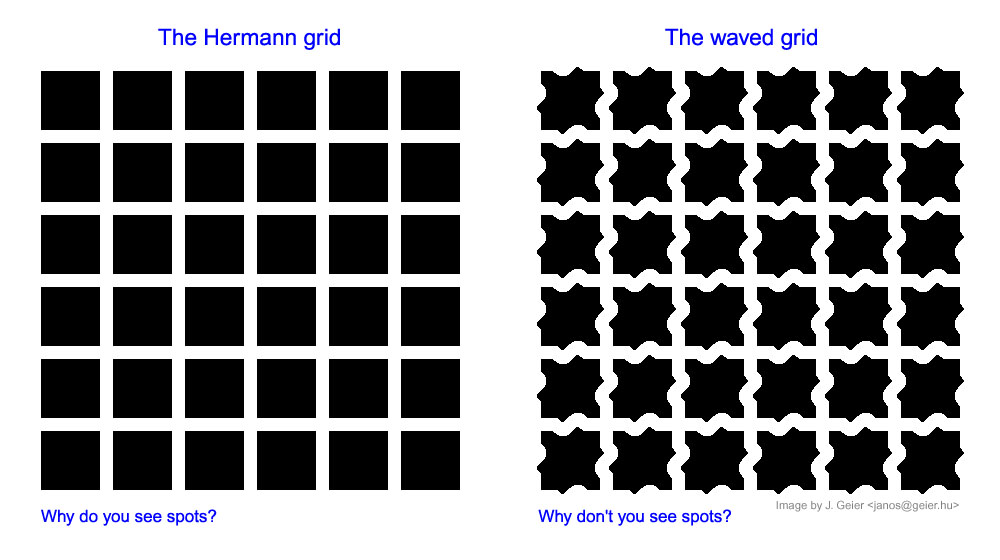 The Hermann grid
The waved grid
Why do you see spots?
Why don't you see spots?
Image by J. Geier <janos@geier.hu>